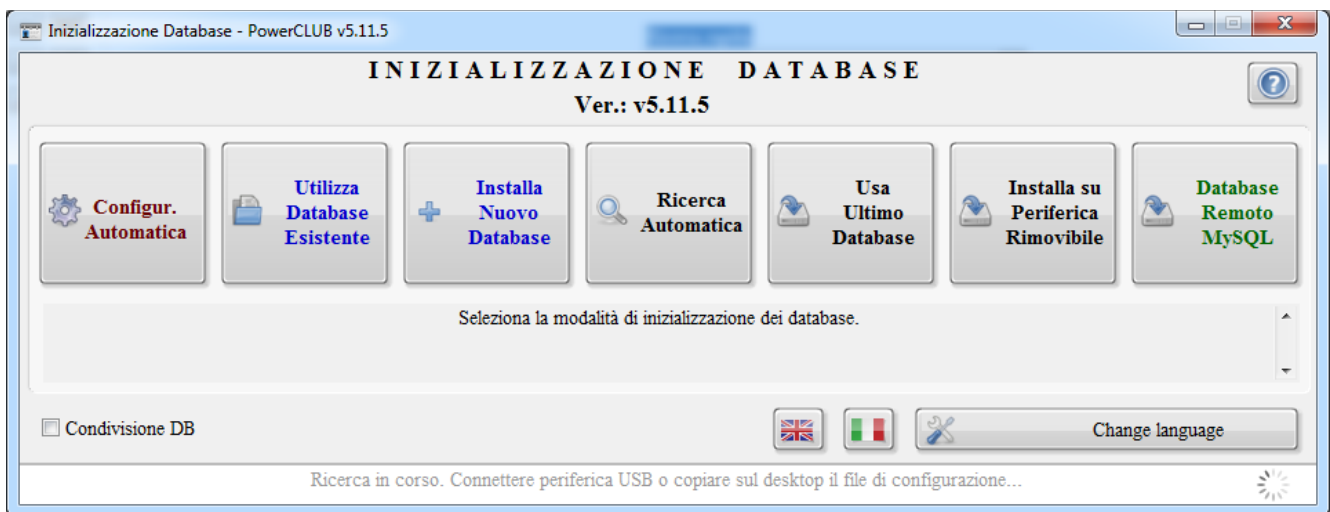 Inizializzazione Database - PowerCLUB v5.11.5
INIZIALIZZAZIONE DATABASE
Ver.: v5.11.5
Configur.
Automatica
Utilizza
Database
Esistente
Installa
Nuovo
Database
Ricerca
Automatica
Usa
Ultimo
Database
Installa su
Periferica
Rimovibile
Database
Remoto
MySQL
Seleziona la modalità di inizializzazione dei database.
Condivisione DB
Change language
Ricerca in corso. Connettere periferica USB o copiare sul desktop il file di configurazione...